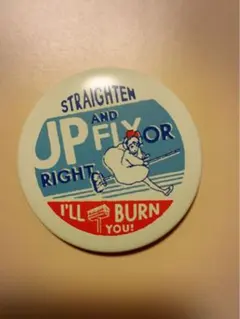 STRAIGHTEN
UP AND FLY OR
RIGHT
I'LL BURN
YOU!